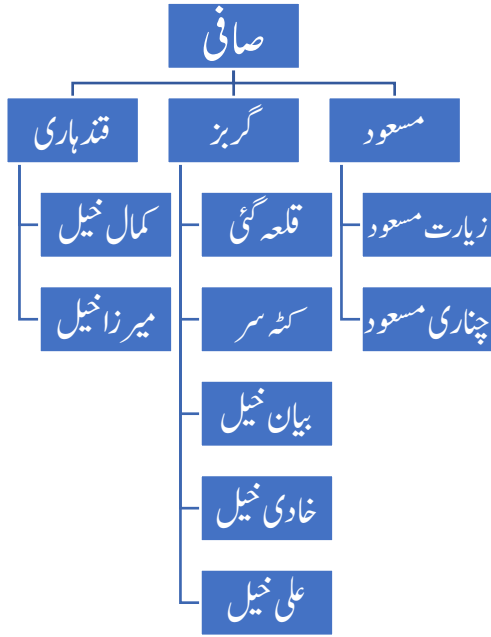 صافی
مسعود
گربز
قندہاری
زیارت مسعود
قلعہ گئی
کمال خیل
چناری مسعود
کٹہ سر
میرزا خیل
بیان خیل
خادی خیل
علی خیل